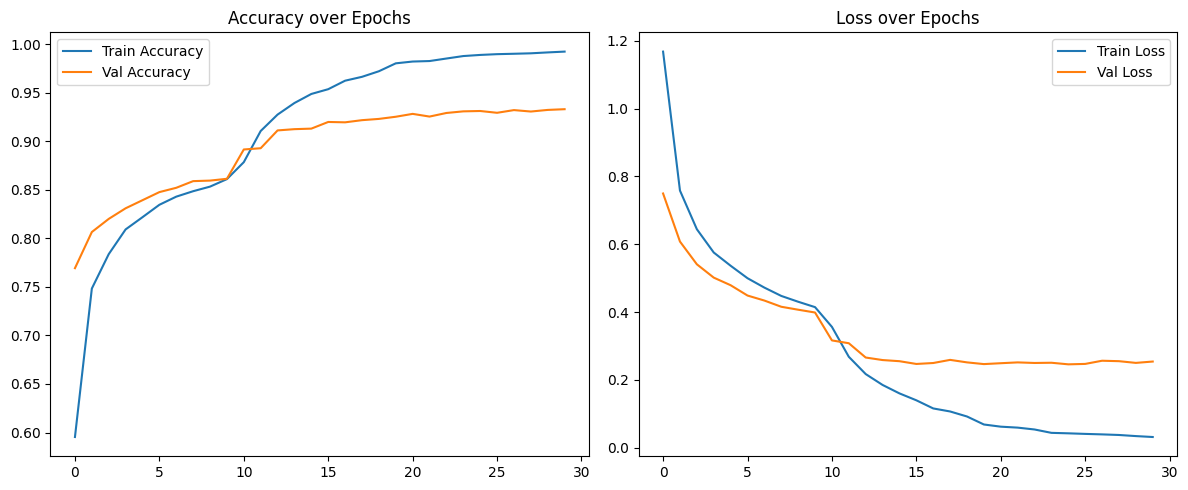 Accuracy over Epochs
Train Accuracy
Val Accuracy
1.00
0.95
0.90
0.85
0.80
0.75
0.70
0.65
0.60
0 5 10 15 20 25 30
Loss over Epochs
Train Loss
Val Loss
1.2
1.0
0.8
0.6
0.4
0.2
0.0
0 5 10 15 20 25 30